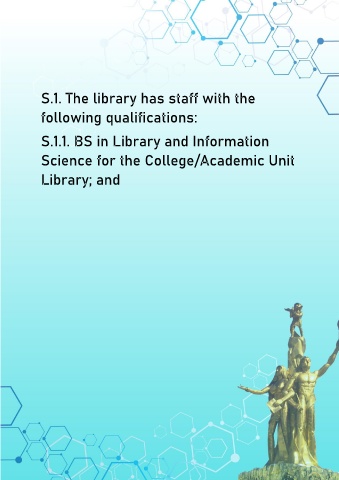 S.1. The library has staff with the
following qualifications:
S.1.1. BS in Library and Information
Science for the College/Academic Unit
Library; and